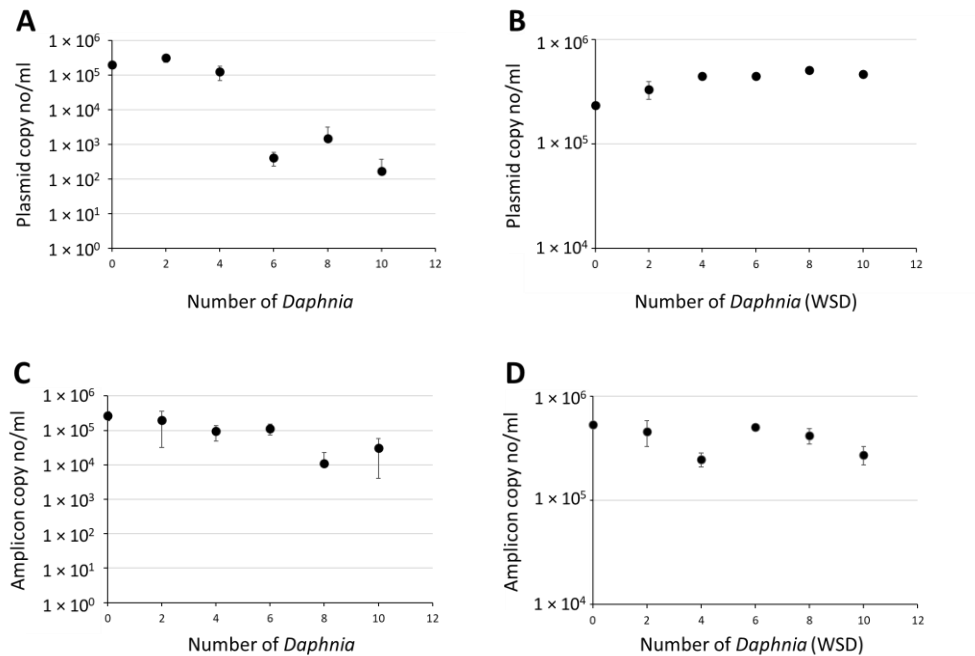 A
Plasmid copy no/ml
1 × 10⁶
1 × 10⁵
1 × 10⁴
1 × 10³
1 × 10²
1 × 10¹
1 × 10⁰
0 2 4 6 8 10 12
Number of Daphnia
B
Plasmid copy no/ml
1 × 10⁶
1 × 10⁵
1 × 10⁴
0 2 4 6 8 10 12
Number of Daphnia (WSD)
C
Amplicon copy no/ml
1 × 10⁶
1 × 10⁵
1 × 10⁴
1 × 10³
1 × 10²
1 × 10¹
1 × 10⁰
0 2 4 6 8 10 12
Number of Daphnia
D
Amplicon copy no/ml
1 × 10⁶
1 × 10⁵
1 × 10⁴
0 2 4 6 8 10 12
Number of Daphnia (WSD)